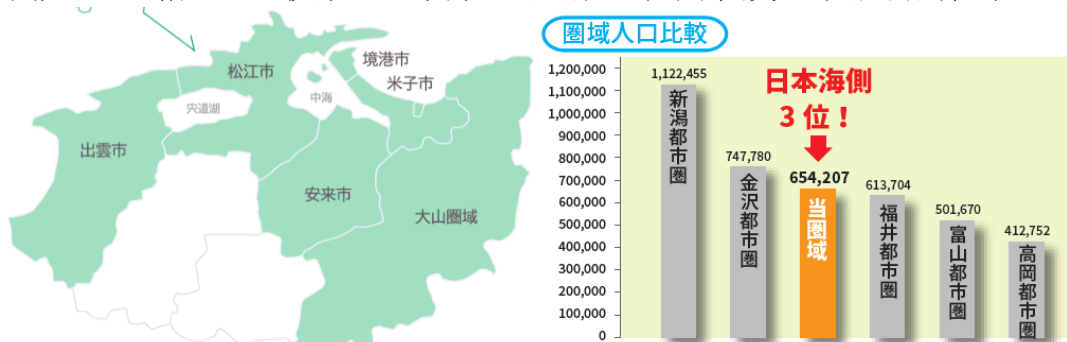 松江市
境港市
米子市
中海
宍道湖
出雲市
安来市
大山圏域
圏域人口比較
1,200,000
1,100,000
1,000,000
900,000
800,000
700,000
600,000
500,000
400,000
300,000
200,000
100,000
0
1,122,455
新潟都市圏
747,780
金沢都市圏
日本海側
3位！
654,207
当圏域
613,704
福井都市圏
501,670
富山都市圏
412,752
高岡都市圏